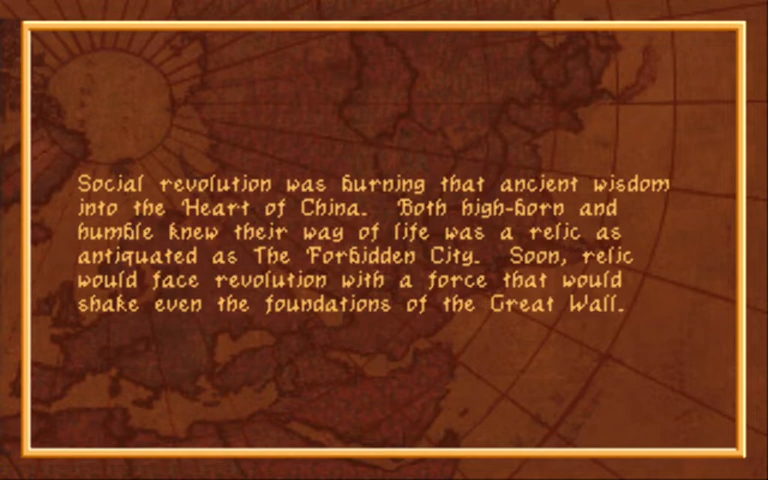 Social revolution was burning that ancient wisdom
into the Heart of China. Both high-born and
humble knew their way of life was a relic as
antiquated as The Forbidden City. Soon, relic
would face revolution with a force that would
shake even the foundations of the Great Wall.